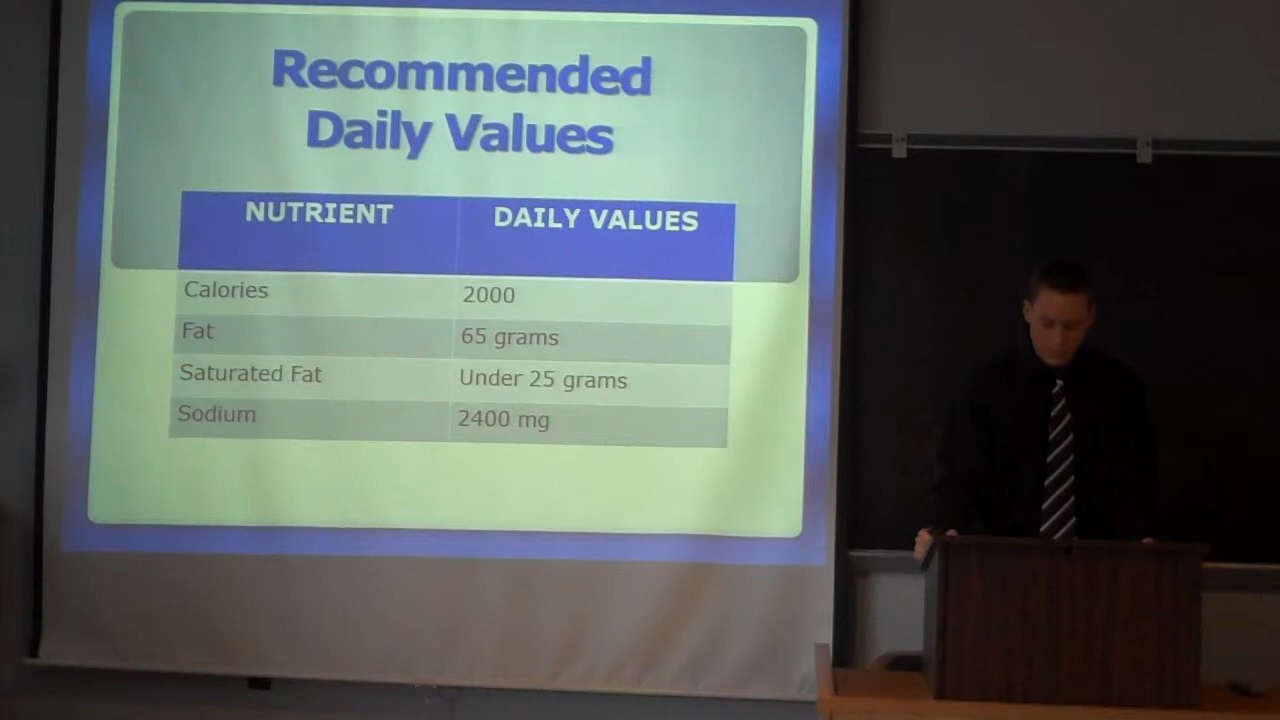 Recommended
Daily Values
NUTRIENT DAILY VALUES
Calories 2000
Fat 65 grams
Saturated Fat Under 25 grams
Sodium 2400 mg